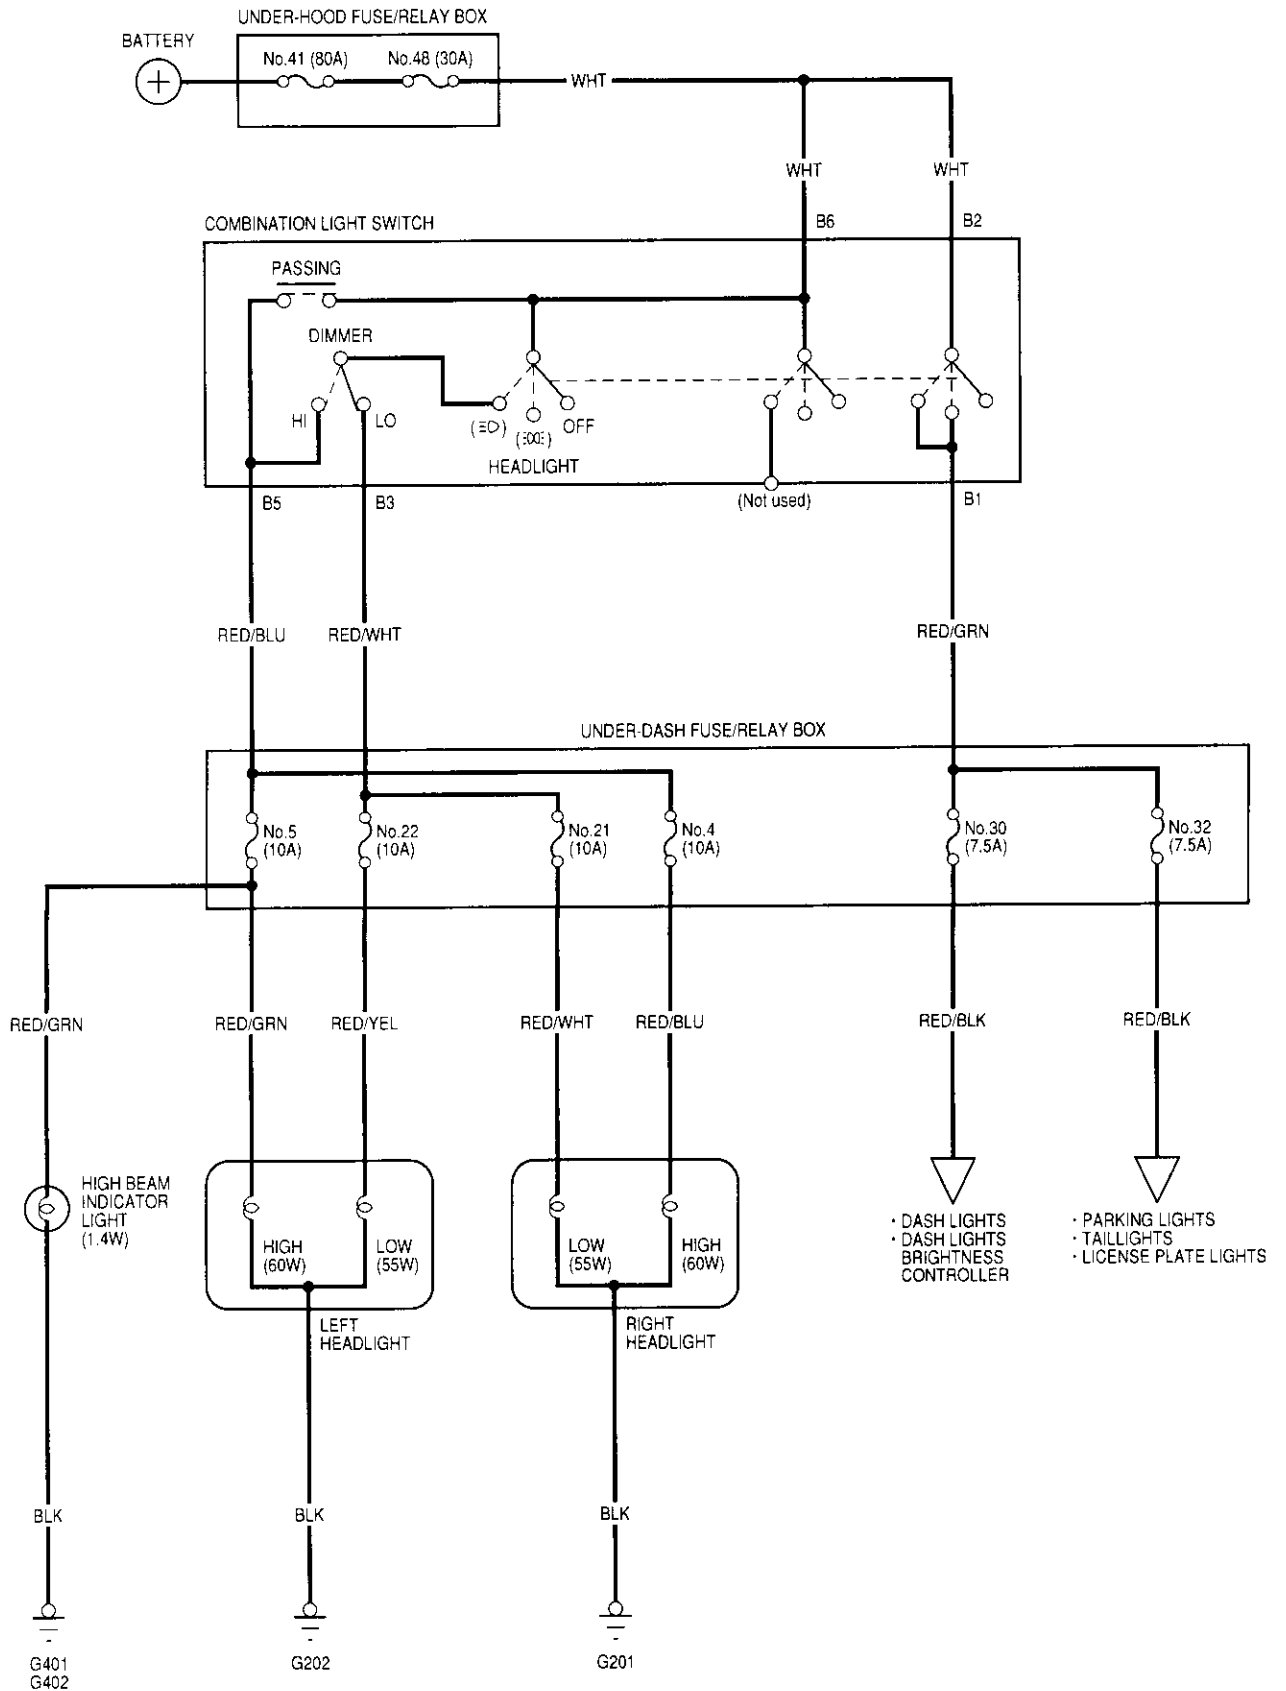 UNDER-HOOD FUSE/RELAY BOX
BATTERY
No.41 (80A)
No.48 (30A)
+
WHT
WHT
WHT
COMBINATION LIGHT SWITCH
B6
B2
PASSING
DIMMER
HI
LO
OFF
HEADLIGHT
(Not used)
B5
B3
B1
RED/BLU
RED/WHT
RED/GRN
UNDER-DASH FUSE/RELAY BOX
No.5
(10A)
No.22
(10A)
No.21
(10A)
No.4
(10A)
No.30
(7.5A)
No.32
(7.5A)
RED/GRN
RED/GRN
RED/YEL
RED/WHT
RED/BLU
RED/BLK
RED/BLK
HIGH BEAM
INDICATOR
LIGHT
(1.4W)
HIGH
(60W)
LOW
(55W)
LOW
(55W)
HIGH
(60W)
· DASH LIGHTS
· DASH LIGHTS
BRIGHTNESS
CONTROLLER
· PARKING LIGHTS
· TAILLIGHTS
· LICENSE PLATE LIGHTS
LEFT
HEADLIGHT
RIGHT
HEADLIGHT
BLK
BLK
BLK
G401
G402
G202
G201